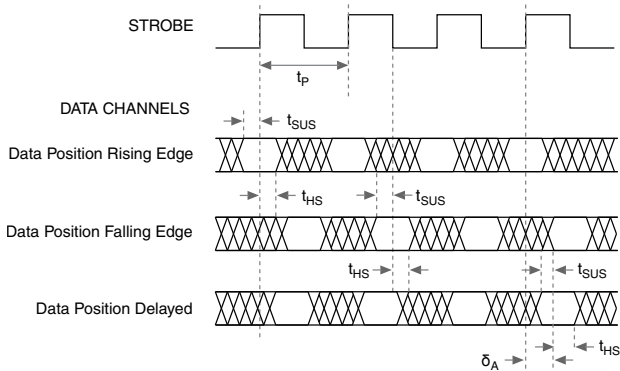 STROBE
tP
DATA CHANNELS
tSUS
Data Position Rising Edge
tHS
tSUS
Data Position Falling Edge
tHS
tSUS
Data Position Delayed
tHS
δA